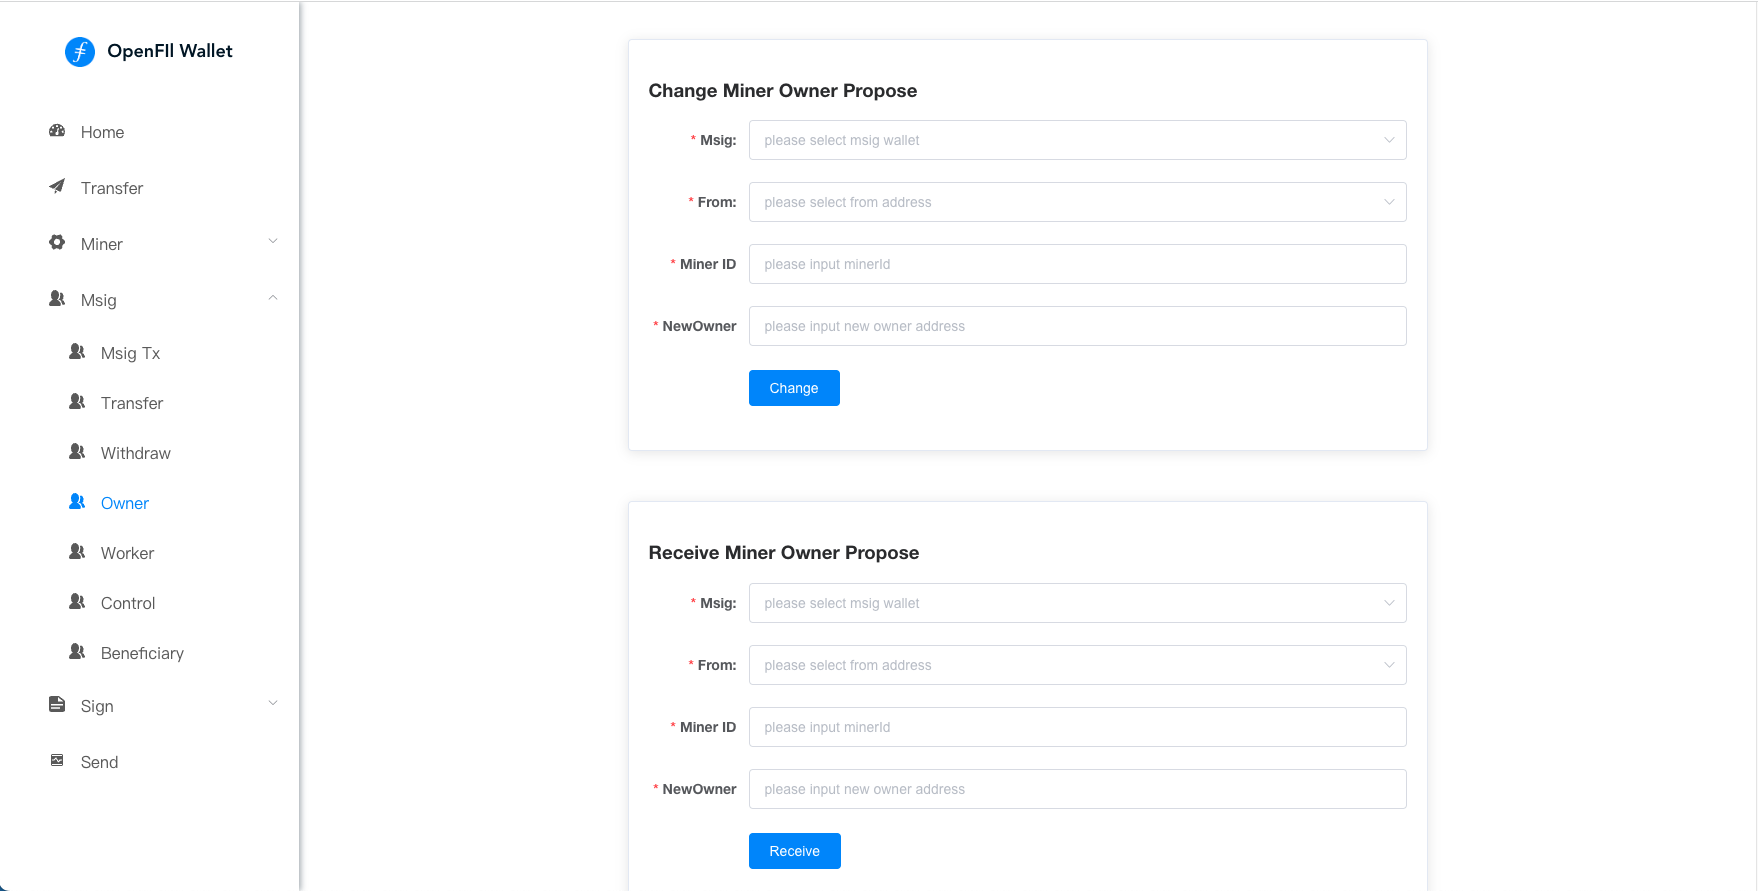 OpenFIl Wallet
Home
Transfer
Miner
Msig
Msig Tx
Transfer
Withdraw
Owner
Worker
Control
Beneficiary
Sign
Send
Change Miner Owner Propose
* Msig: please select msig wallet
* From: please select from address
* Miner ID please input minerId
* NewOwner please input new owner address
Change
Receive Miner Owner Propose
* Msig: please select msig wallet
* From: please select from address
* Miner ID please input minerId
* NewOwner please input new owner address
Receive